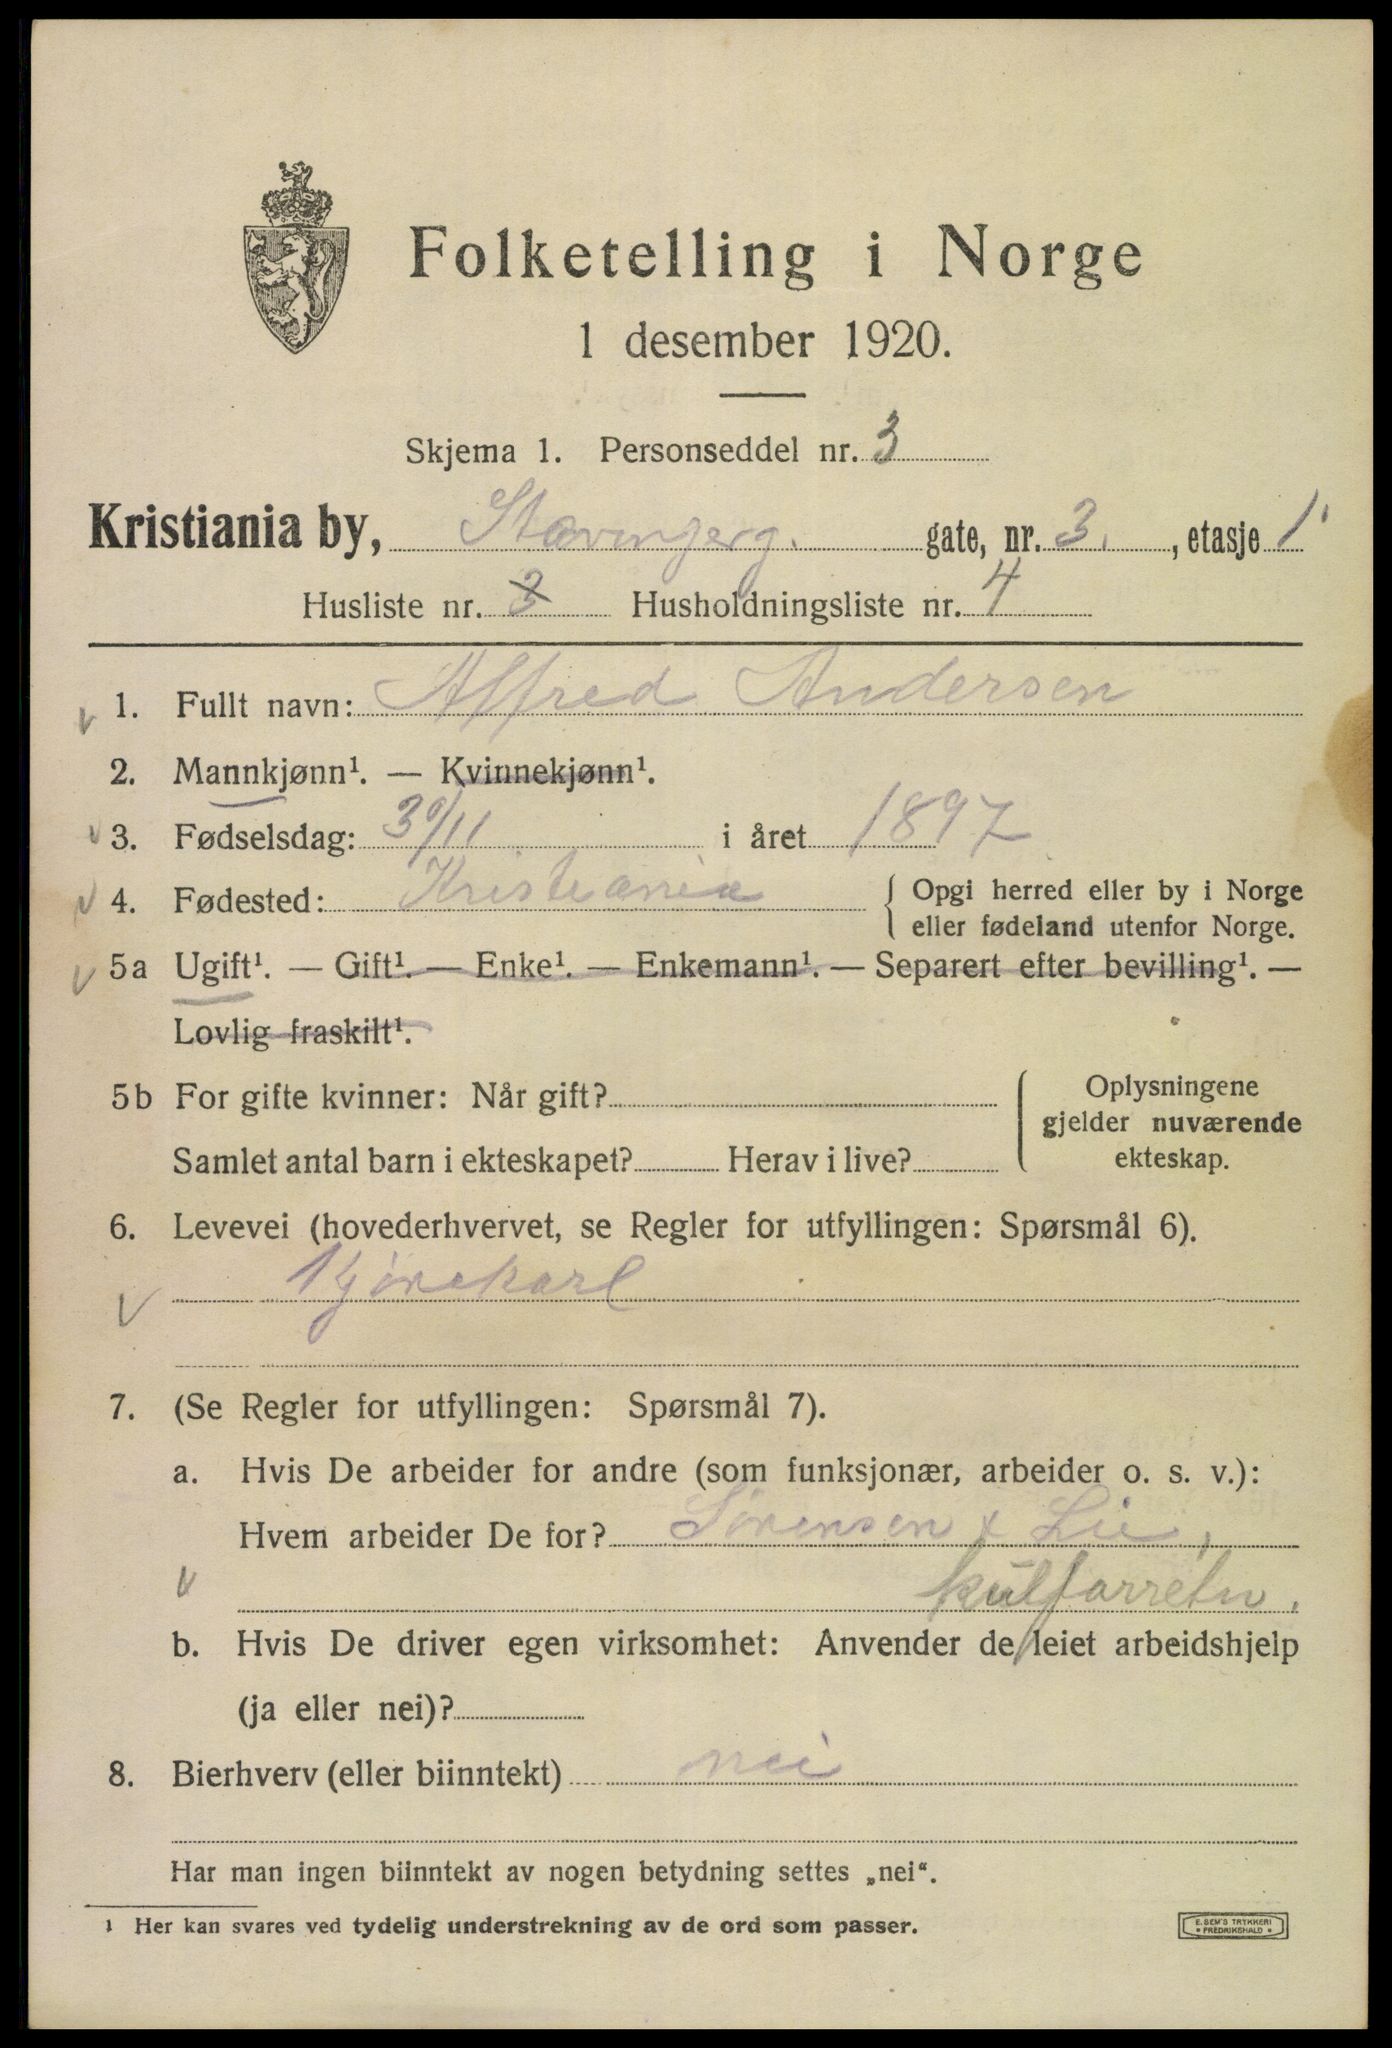 Folketelling i Norge
1 desember 1920.
Skjema 1. Personseddel nr. 3
Kristiania by, Stavangerg. gate, nr. 3, etasje 1
Husliste nr. 3 Husholdningsliste nr. 4
1. Fullt navn: Alfred Andersen
2. Mannkjønn¹. — Kvinnekjønn¹.
3. Fødselsdag: 30/11 i året 1897
4. Fødested: Kristiania { Opgi herred eller by i Norge
eller fødeland utenfor Norge.
5a Ugift¹. — Gift¹. — Enke¹. — Enkemann¹. — Separert efter bevilling¹. —
Lovlig fraskilt¹.
5b For gifte kvinner: Når gift? { Oplysningene
gjelder nuværende
Samlet antal barn i ekteskapet? Herav i live? ekteskap.
6. Levevei (hovederhvervet, se Regler for utfyllingen: Spørsmål 6).
Kjørekarl
7. (Se Regler for utfyllingen: Spørsmål 7).
a. Hvis De arbeider for andre (som funksjonær, arbeider o. s. v.):
Hvem arbeider De for? Sørensen & Lie,
kulforretn.
b. Hvis De driver egen virksomhet: Anvender de leiet arbeidshjelp
(ja eller nei)?
8. Bierhverv (eller biinntekt) nei
Har man ingen biinntekt av nogen betydning settes „nei“.
¹ Her kan svares ved tydelig understrekning av de ord som passer.
E. SEM'S TRYKKERI
* FREDRIKSHALD *